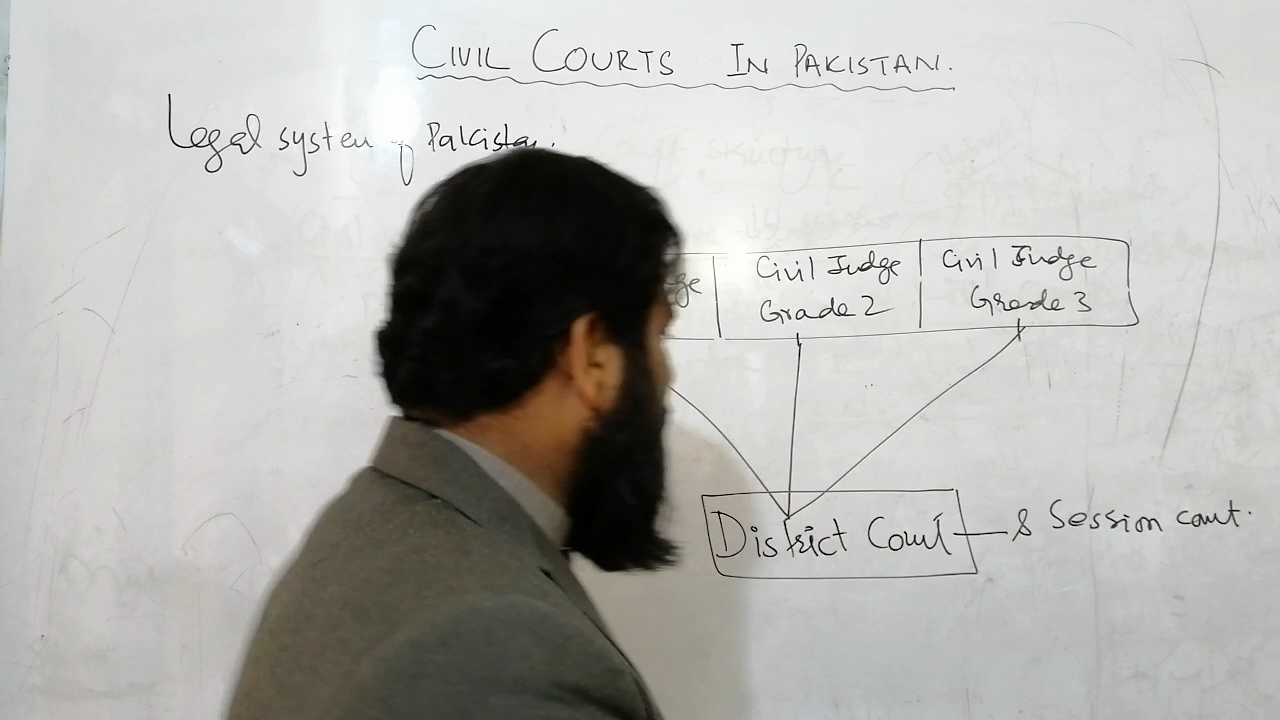 CIVIL COURTS IN PAKISTAN.
Legal system of Pakistan.
Civil Judge
Grade 2
Civil Judge
Grade 3
District Court & Session court.